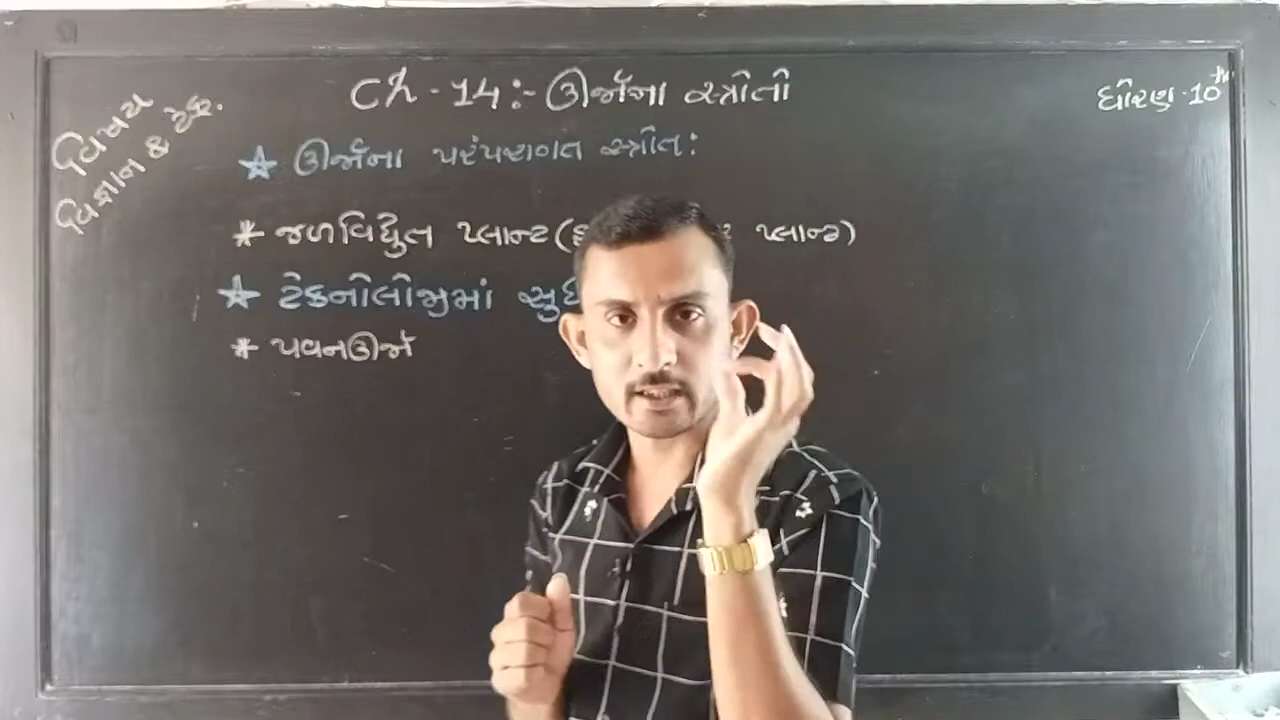 વિષય
વિજ્ઞાન & ટેક.
Ch - 14 :- ઊર્જાના સ્ત્રોતો
ધોરણ - 10th
ઊર્જાના પરંપરાગત સ્ત્રોત :
* જળવિદ્યુત પ્લાન્ટ ( પ્લાન્ટ)
ટેકનોલોજીમાં
* પવનઊર્જા